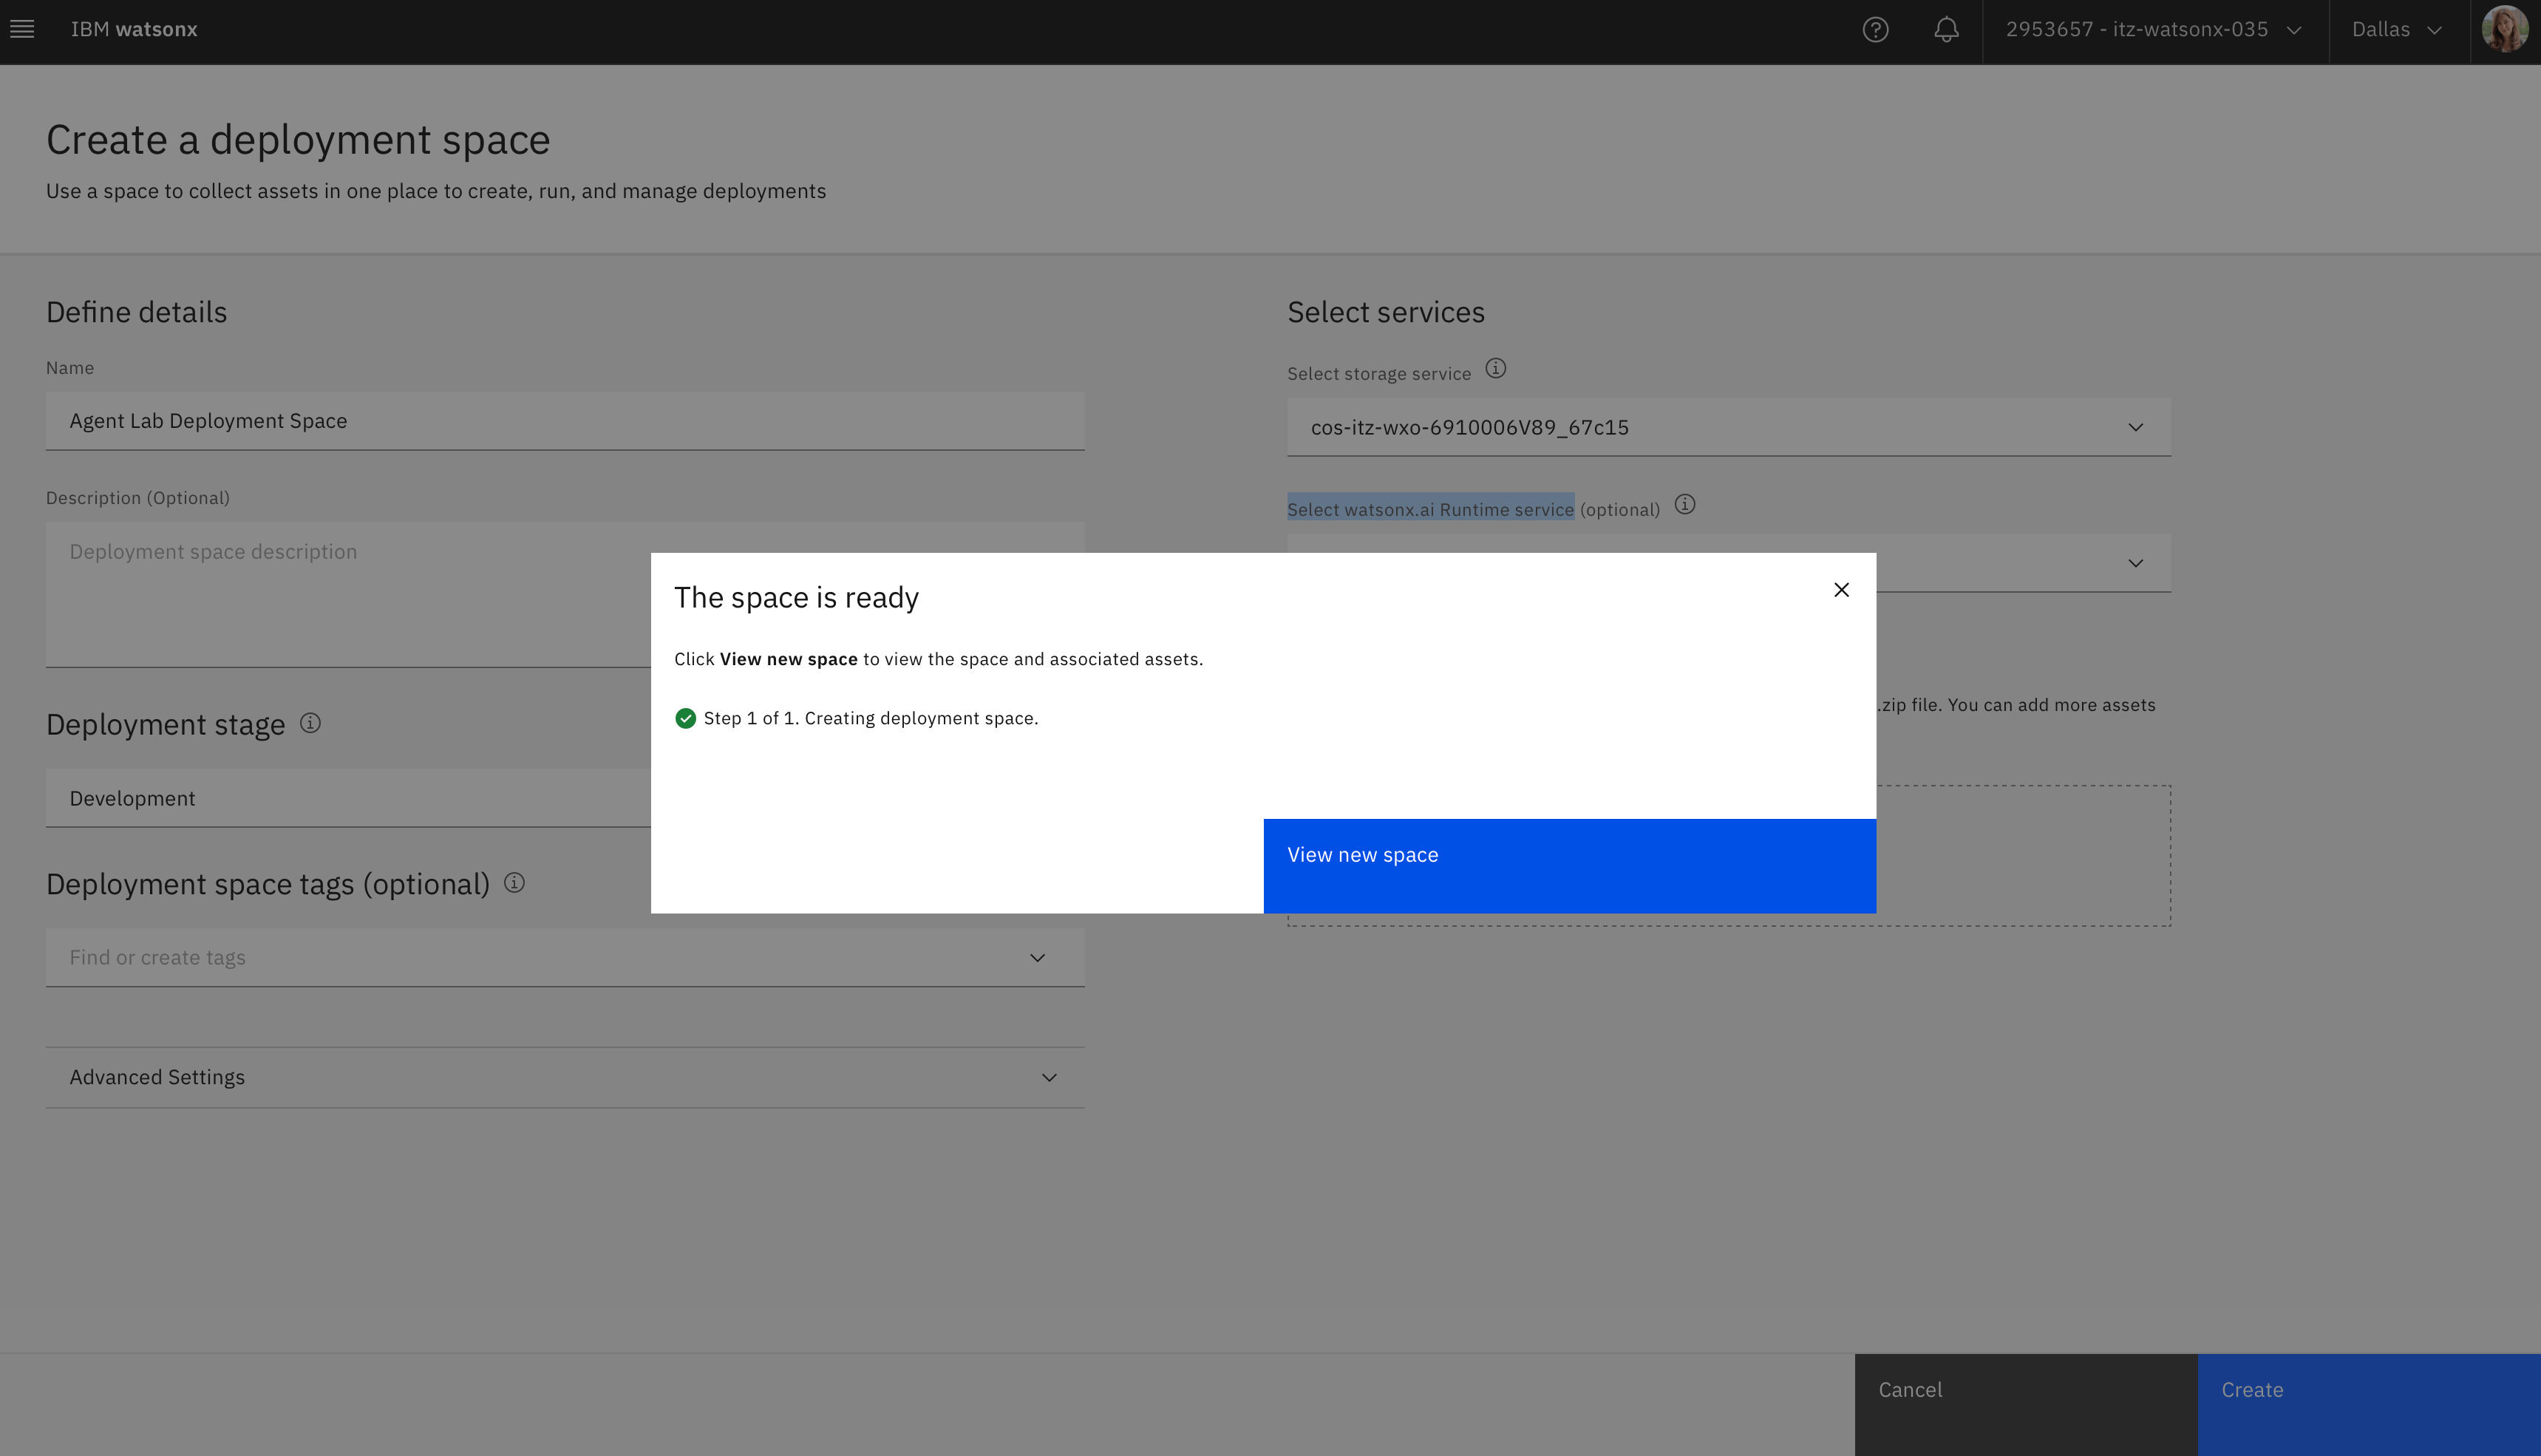 IBM watsonx
2953657 - itz-watsonx-035
Dallas
Create a deployment space
Use a space to collect assets in one place to create, run, and manage deployments
Define details
Name
Agent Lab Deployment Space
Description (Optional)
Deployment space description
Deployment stage
Development
Deployment space tags (optional)
Find or create tags
Advanced Settings
Select services
Select storage service
cos-itz-wxo-6910006V89_67c15
Select watsonx.ai Runtime service (optional)
.zip file. You can add more assets
The space is ready
Click View new space to view the space and associated assets.
Step 1 of 1. Creating deployment space.
View new space
Cancel
Create